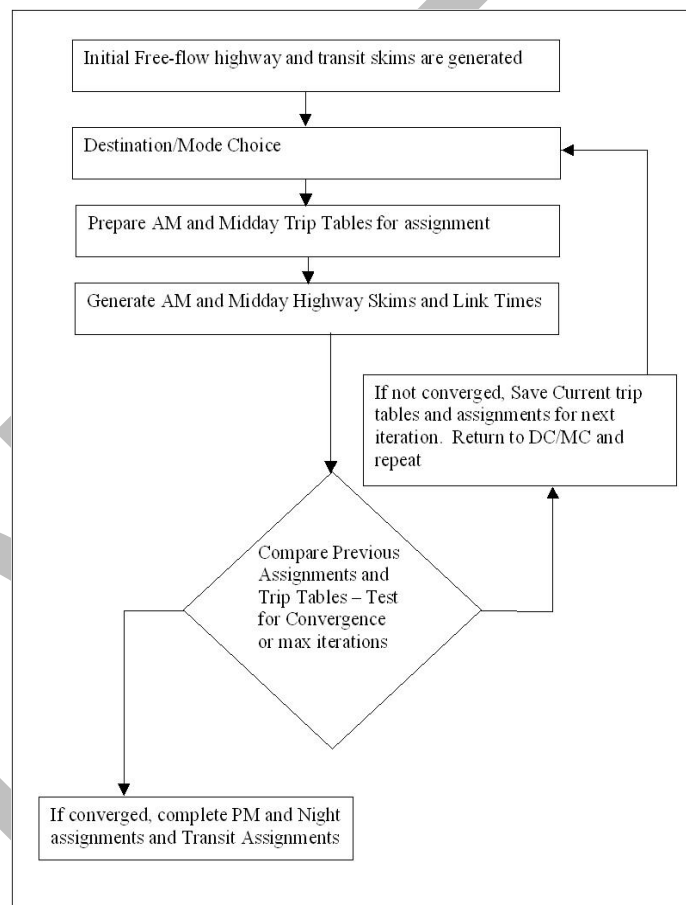 Initial Free-flow highway and transit skims are generated
Destination/Mode Choice
Prepare AM and Midday Trip Tables for assignment
Generate AM and Midday Highway Skims and Link Times
If not converged, Save Current trip
tables and assignments for next
iteration. Return to DC/MC and
repeat
Compare Previous
Assignments and
Trip Tables – Test
for Convergence
or max iterations
If converged, complete PM and Night
assignments and Transit Assignments